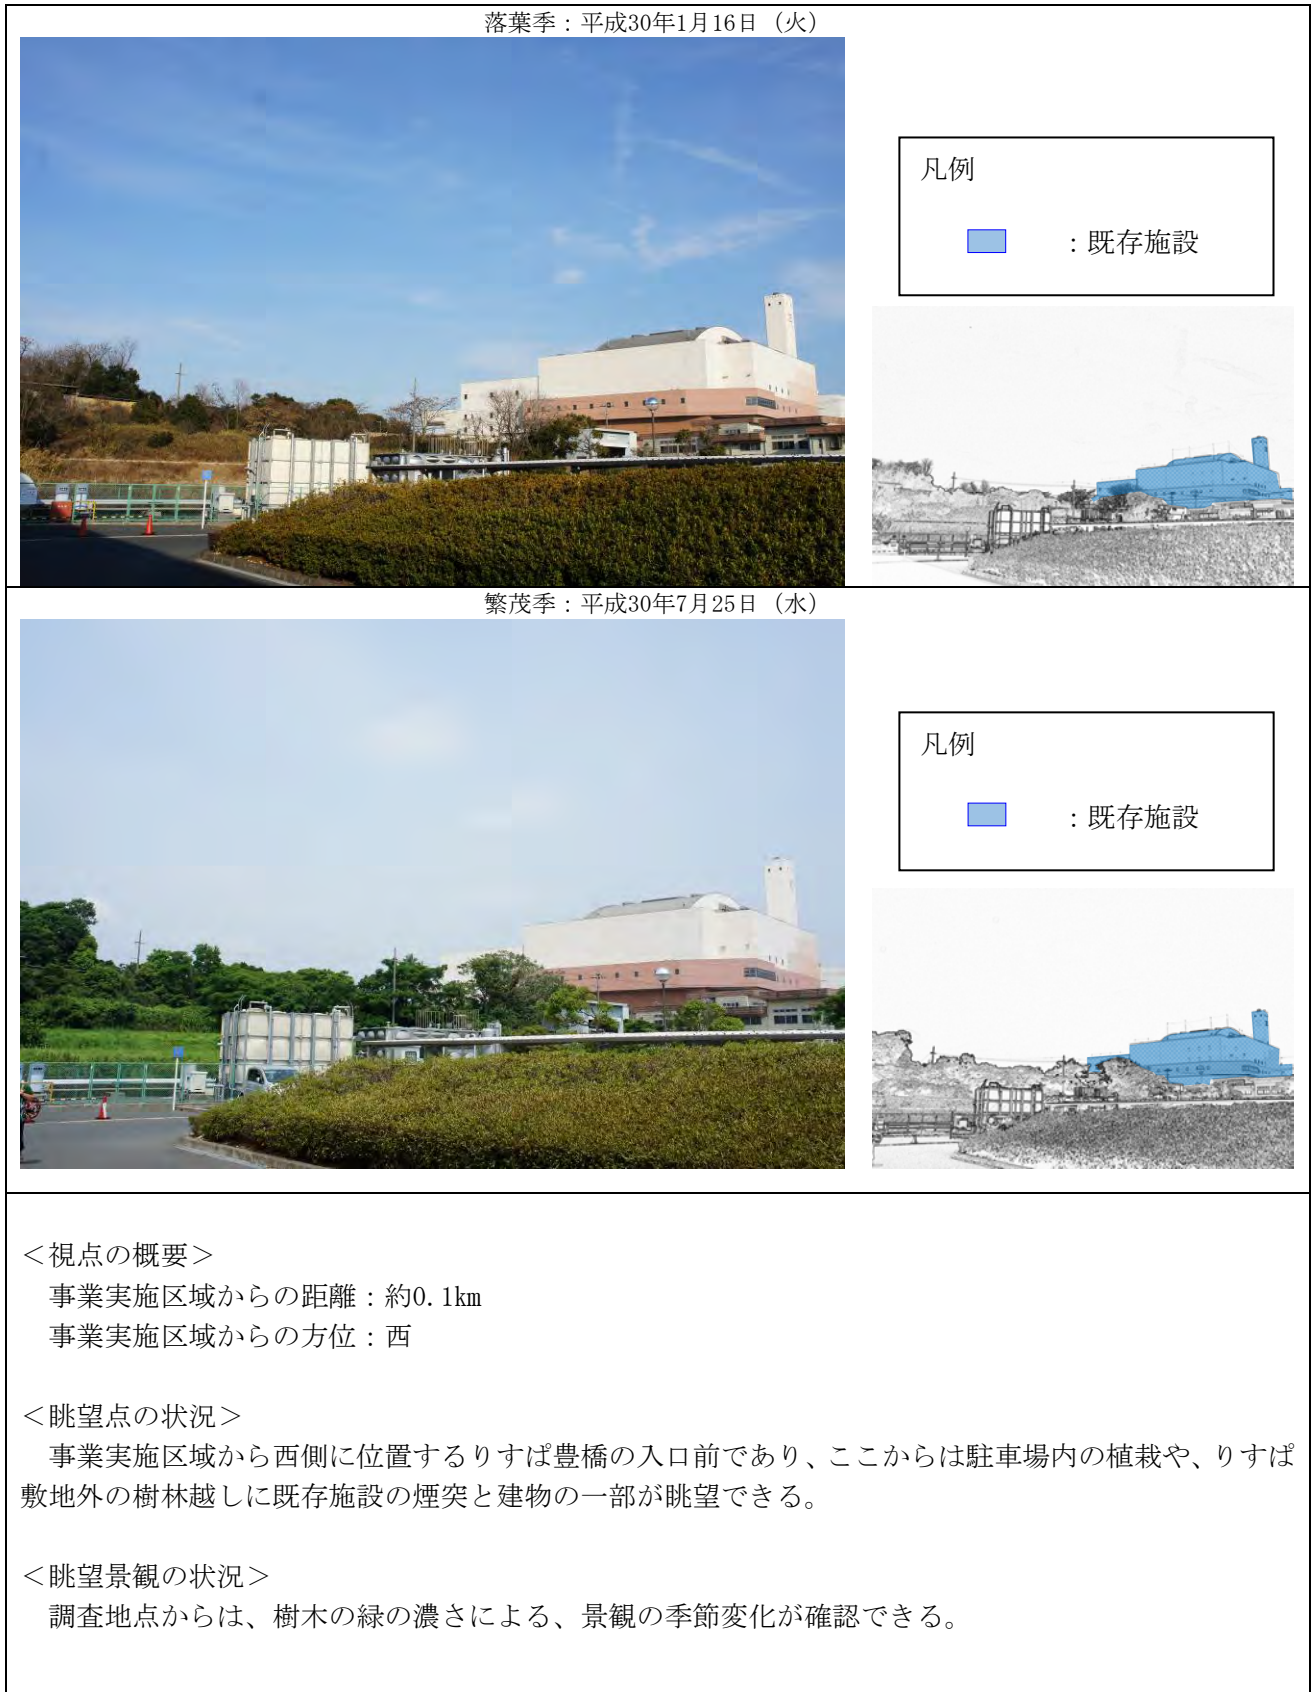 落葉季：平成30年1月16日（火）
凡例
：既存施設
繁茂季：平成30年7月25日（水）
凡例
：既存施設
＜視点の概要＞
事業実施区域からの距離：約0.1km
事業実施区域からの方位：西
＜眺望点の状況＞
事業実施区域から西側に位置するりすぱ豊橋の入口前であり、ここからは駐車場内の植栽や、りすぱ
敷地外の樹林越しに既存施設の煙突と建物の一部が眺望できる。
＜眺望景観の状況＞
調査地点からは、樹木の緑の濃さによる、景観の季節変化が確認できる。